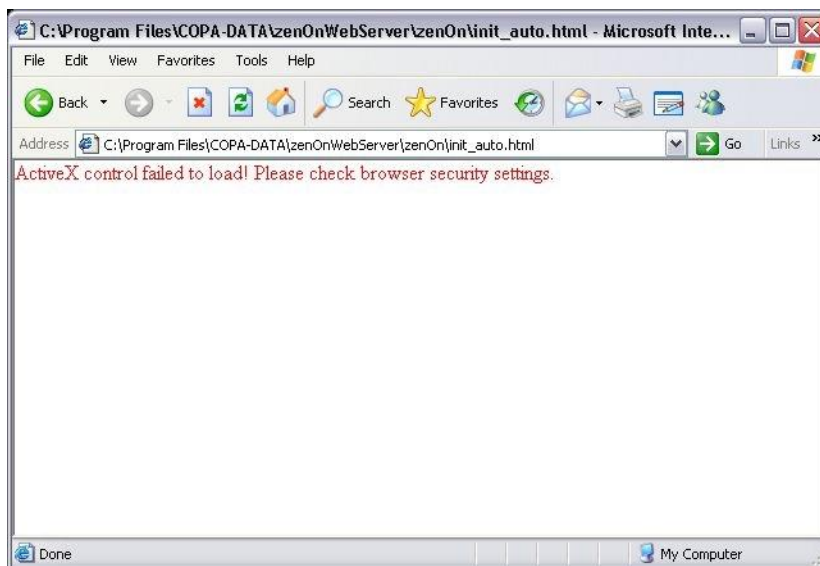 C:\Program Files\COPA-DATA\zenOnWebServer\zenOn\init_auto.html - Microsoft Inte...
File Edit View Favorites Tools Help
Back Search Favorites
Address C:\Program Files\COPA-DATA\zenOnWebServer\zenOn\init_auto.html Go Links »
ActiveX control failed to load! Please check browser security settings.
Done My Computer